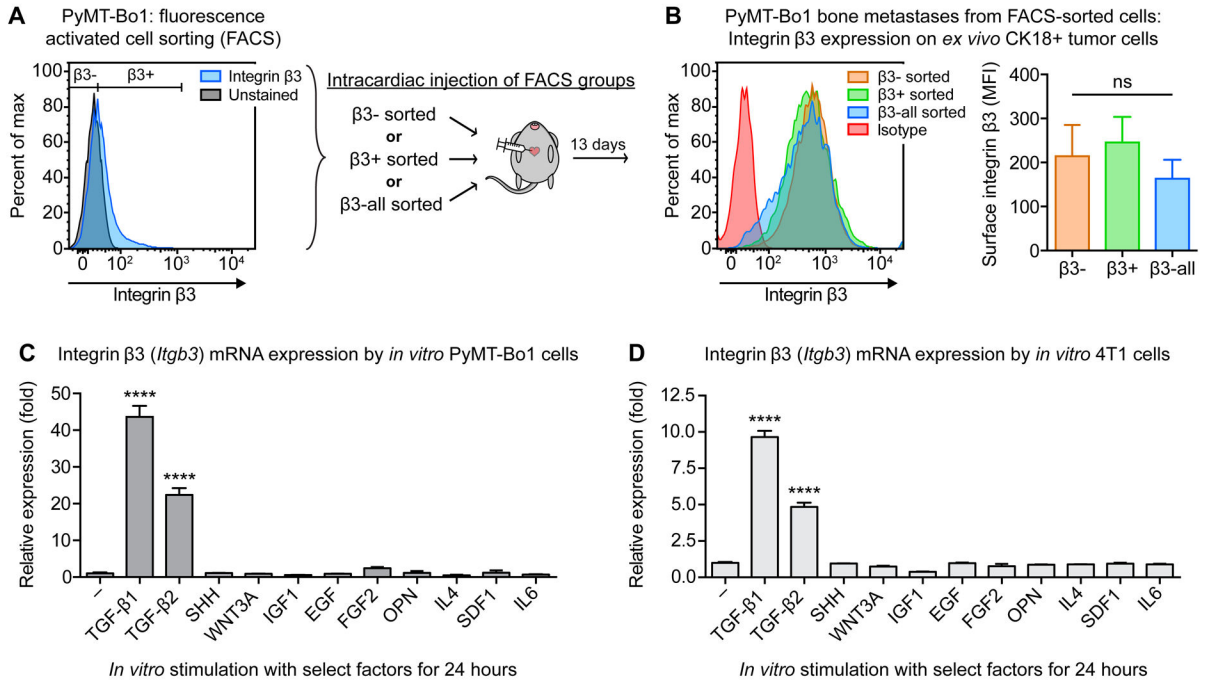 A
PyMT-Bo1: fluorescence
activated cell sorting (FACS)
Percent of max
100
80
60
40
20
0
β3-
β3+
Integrin β3
Unstained
0
10²
10³
10⁴
Integrin β3
Intracardiac injection of FACS groups
β3- sorted
or
β3+ sorted
or
β3-all sorted
13 days
B
PyMT-Bo1 bone metastases from FACS-sorted cells:
Integrin β3 expression on ex vivo CK18+ tumor cells
Percent of max
100
80
60
40
20
0
β3- sorted
β3+ sorted
β3-all sorted
Isotype
0
10²
10³
10⁴
Integrin β3
Surface integrin β3 (MFI)
400
300
200
100
0
ns
β3-
β3+
β3-all
C
Integrin β3 (Itgb3) mRNA expression by in vitro PyMT-Bo1 cells
Relative expression (fold)
50
40
30
20
10
0
****
****
–
TGF-β1
TGF-β2
SHH
WNT3A
IGF1
EGF
FGF2
OPN
IL4
SDF1
IL6
In vitro stimulation with select factors for 24 hours
D
Integrin β3 (Itgb3) mRNA expression by in vitro 4T1 cells
Relative expression (fold)
12.5
10.0
7.5
5.0
2.5
0.0
****
****
–
TGF-β1
TGF-β2
SHH
WNT3A
IGF1
EGF
FGF2
OPN
IL4
SDF1
IL6
In vitro stimulation with select factors for 24 hours